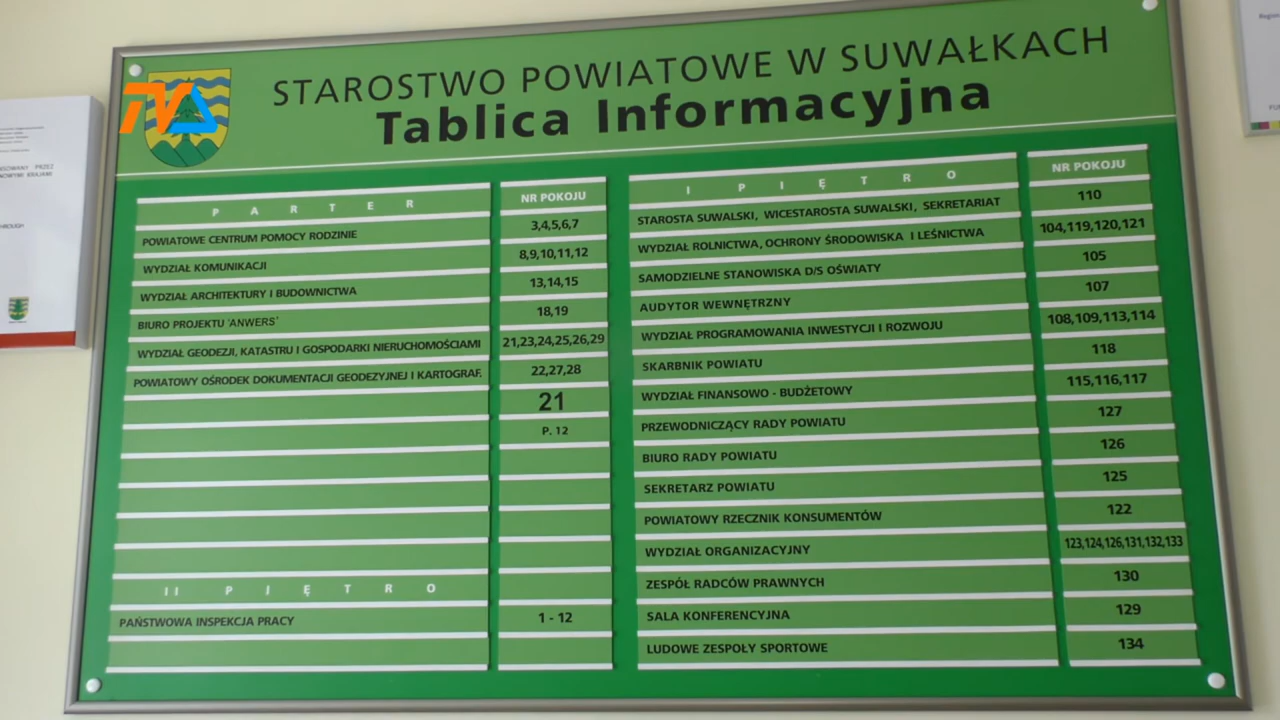 STAROSTWO POWIATOWE W SUWAŁKACH
Tablica Informacyjna
TVA
PARTER NR POKOJU
POWIATOWE CENTRUM POMOCY RODZINIE 3,4,5,6,7
WYDZIAŁ KOMUNIKACJI 8,9,10,11,12
WYDZIAŁ ARCHITEKTURY I BUDOWNICTWA 13,14,15
BIURO PROJEKTU 'ANWERS' 18,19
WYDZIAŁ GEODEZJI, KATASTRU I GOSPODARKI NIERUCHOMOŚCIAMI 21,23,24,25,26,29
POWIATOWY OŚRODEK DOKUMENTACJI GEODEZYJNEJ I KARTOGRAF. 22,27,28
21
P. 12
II PIĘTRO
PAŃSTWOWA INSPEKCJA PRACY 1 - 12
I PIĘTRO NR POKOJU
STAROSTA SUWALSKI, WICESTAROSTA SUWALSKI, SEKRETARIAT 110
WYDZIAŁ ROLNICTWA, OCHRONY ŚRODOWISKA I LEŚNICTWA 104,119,120,121
SAMODZIELNE STANOWISKA D/S OŚWIATY 105
AUDYTOR WEWNĘTRZNY 107
WYDZIAŁ PROGRAMOWANIA INWESTYCJI I ROZWOJU 108,109,113,114
SKARBNIK POWIATU 118
WYDZIAŁ FINANSOWO - BUDŻETOWY 115,116,117
PRZEWODNICZĄCY RADY POWIATU 127
BIURO RADY POWIATU 126
SEKRETARZ POWIATU 125
POWIATOWY RZECZNIK KONSUMENTÓW 122
WYDZIAŁ ORGANIZACYJNY 123,124,126,131,132,133
ZESPÓŁ RADCÓW PRAWNYCH 130
SALA KONFERENCYJNA 129
LUDOWE ZESPOŁY SPORTOWE 134